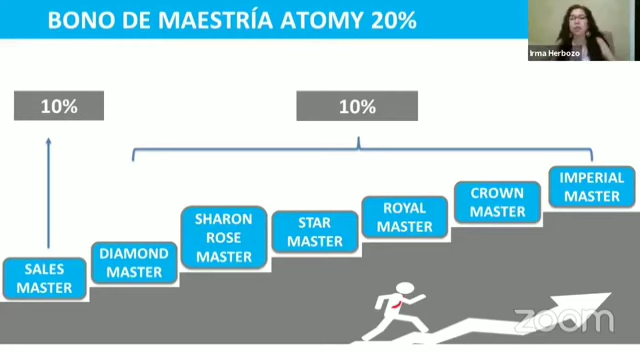 BONO DE MAESTRÍA ATOMY 20%
Irma Herbozo
10%
10%
IMPERIAL
MASTER
CROWN
MASTER
ROYAL
MASTER
SHARON
ROSE
MASTER
STAR
MASTER
DIAMOND
MASTER
SALES
MASTER
zoom